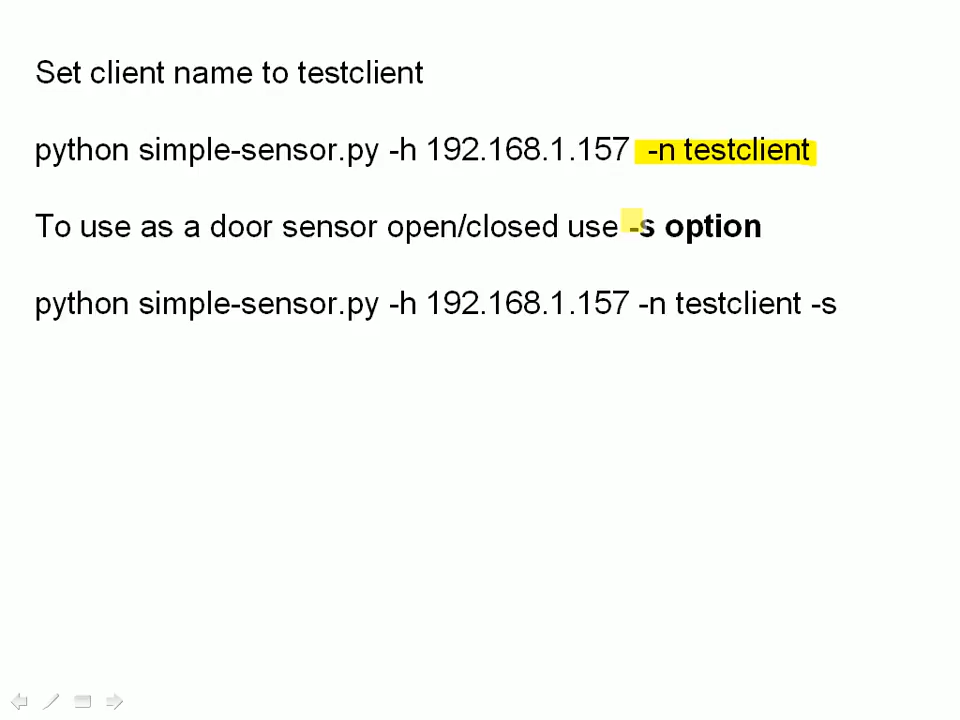 Set client name to testclient
python simple-sensor.py -h 192.168.1.157 -n testclient
To use as a door sensor open/closed use -s option
python simple-sensor.py -h 192.168.1.157 -n testclient -s